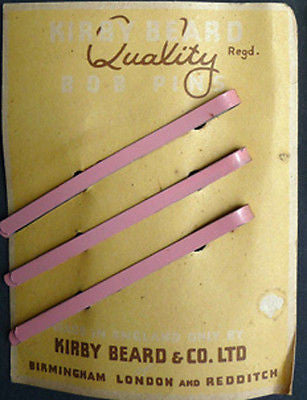 KIRBY BEARD
Quality Regd.
BOB PINS
MADE IN ENGLAND ONLY BY
KIRBY BEARD & CO. LTD
BIRMINGHAM LONDON AND REDDITCH